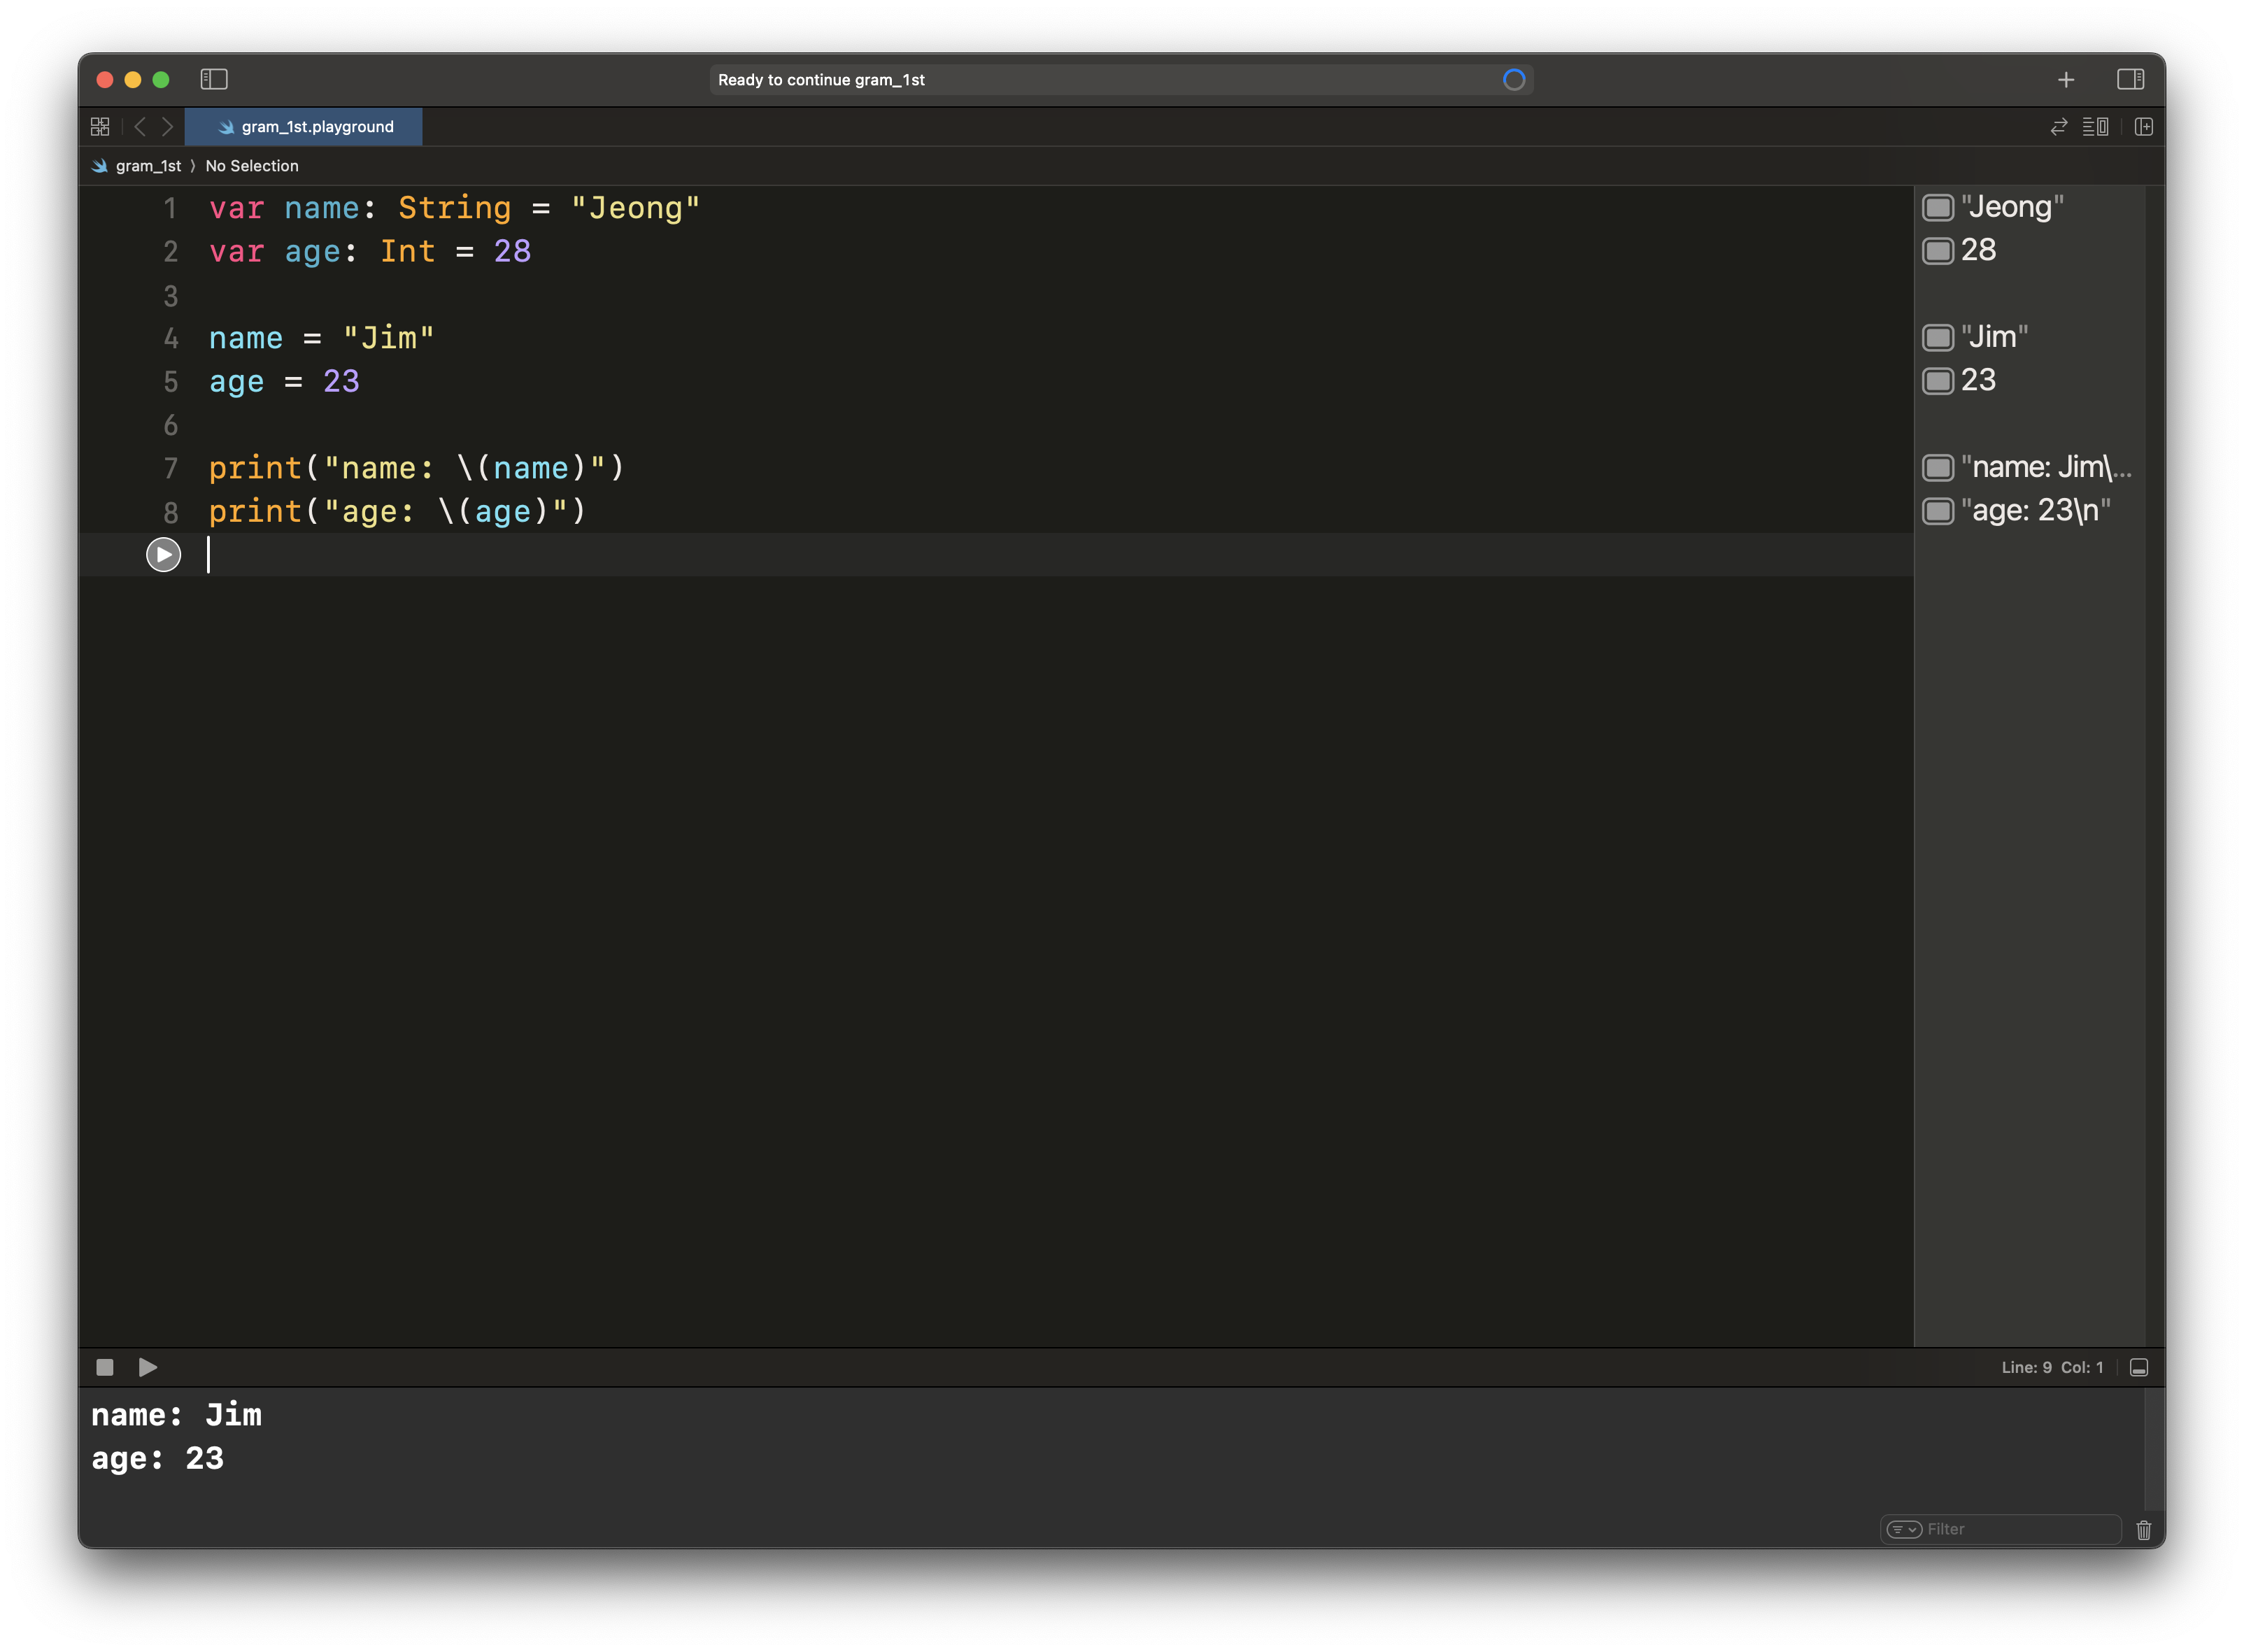 Ready to continue gram_1st
gram_1st.playground
gram_1st 〉 No Selection
1 var name: String = "Jeong"
2 var age: Int = 28
3
4 name = "Jim"
5 age = 23
6
7 print("name: \(name)")
8 print("age: \(age)")
"Jeong"
28
"Jim"
23
"name: Jim\...
"age: 23\n"
Line: 9 Col: 1
name: Jim
age: 23
Filter